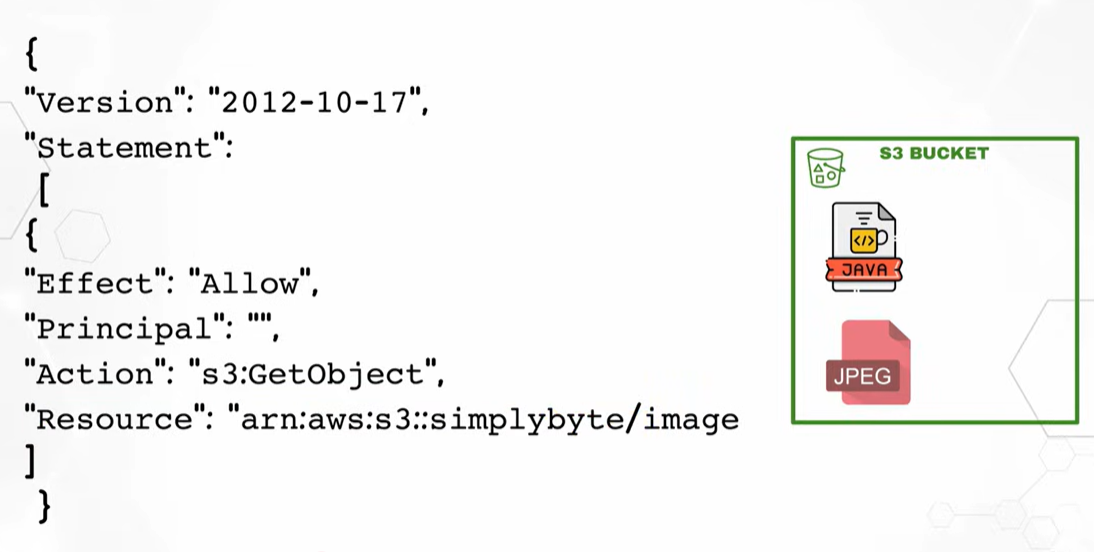 {
"Version": "2012-10-17",
"Statement":
[
{
"Effect": "Allow",
"Principal": "",
"Action": "s3:GetObject",
"Resource": "arn:aws:s3::simplybyte/image
]
}
S3 BUCKET
</>
JAVA
JPEG